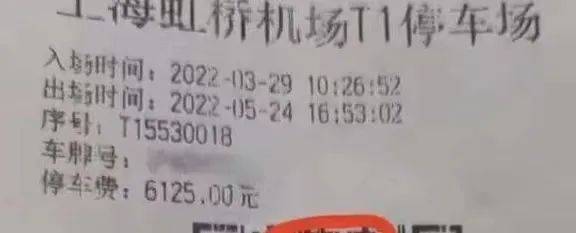 上海虹桥机场T1停车场
入场时间：2022-03-29 10:26:52
出场时间：2022-05-24 16:53:02
序号：T15530018
车牌号：
停车费：6125.00元